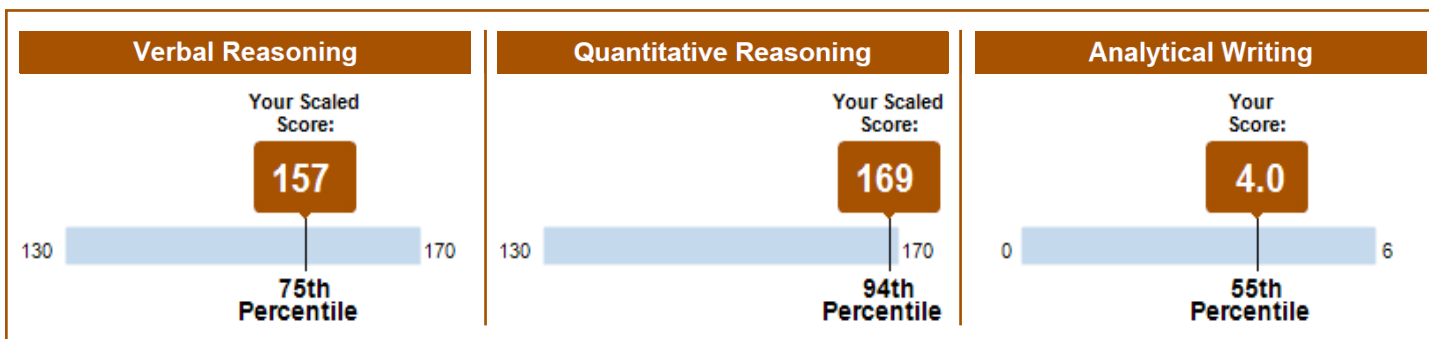 Verbal Reasoning
Your Scaled
Score:
157
130
170
75th
Percentile
Quantitative Reasoning
Your Scaled
Score:
169
130
170
94th
Percentile
Analytical Writing
Your
Score:
4.0
0
6
55th
Percentile